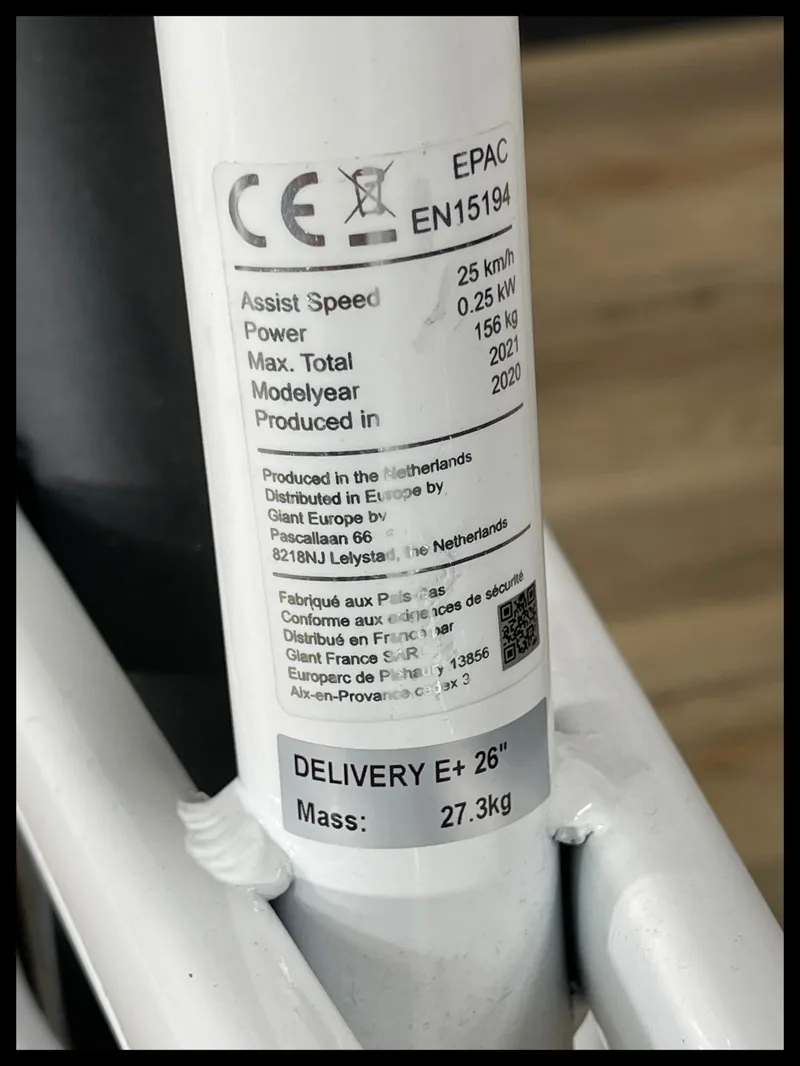 CE EPAC
EN15194
Assist Speed 25 km/h
Power 0.25 kW
Max. Total 156 kg
Modelyear 2021
Produced in 2020
Produced in the Netherlands
Distributed in Europe by
Giant Europe bv
Pascallaan 66
8218NJ Lelystad, the Netherlands
Fabriqué aux Pais Bas
Conforme aux exigences de sécurité
Distribué en France par
Giant France SARL
Europarc de Pichaury 13856
Aix-en-Provance cedex 3
DELIVERY E+ 26"
Mass: 27.3kg